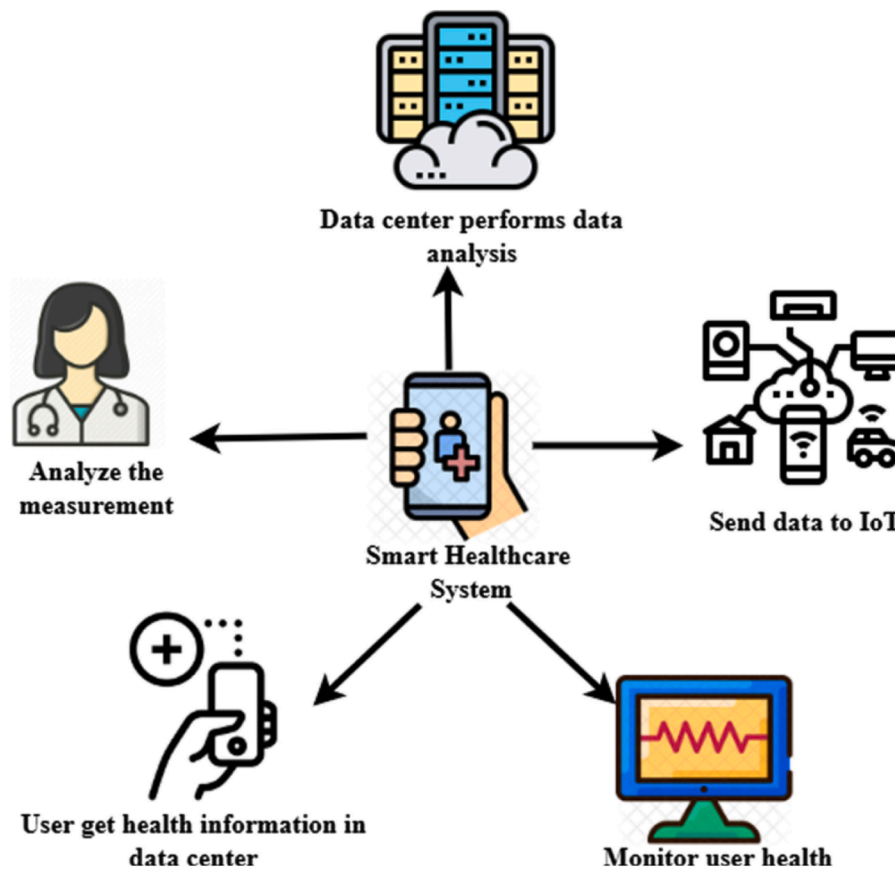 Data center performs data
analysis
Analyze the
measurement
Send data to IoT
Smart Healthcare
System
User get health information in
data center
Monitor user health